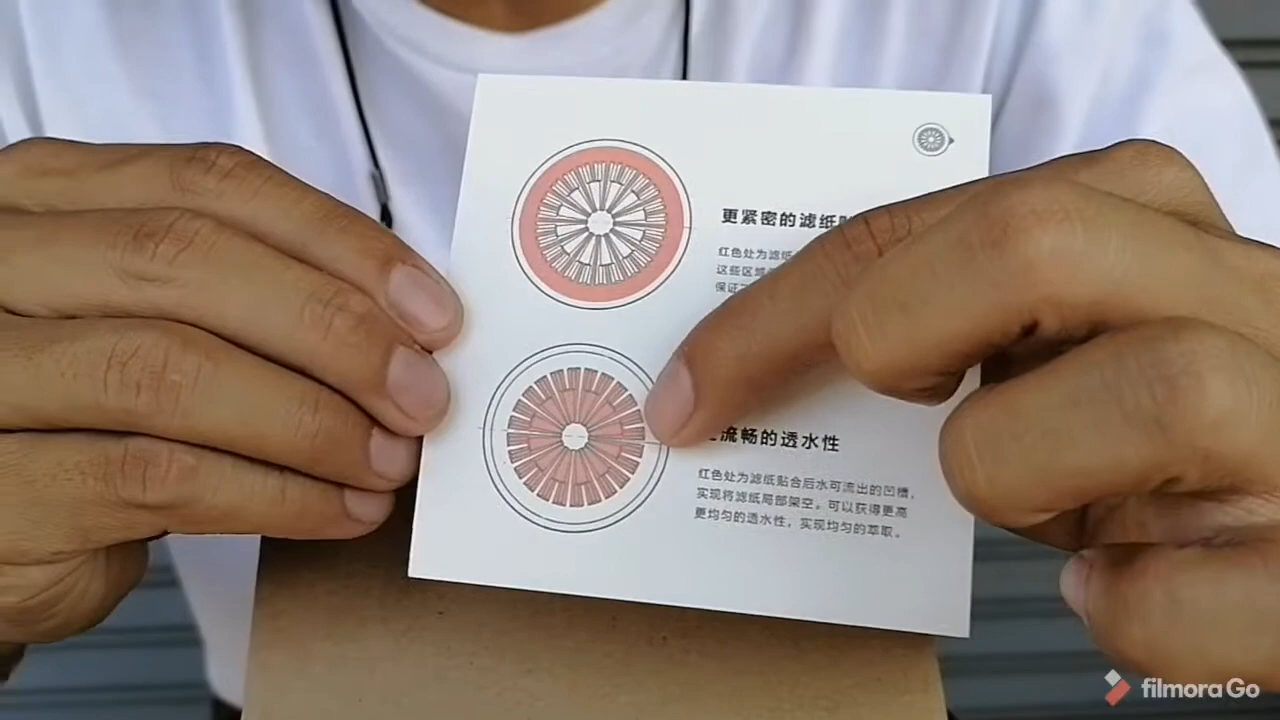 更紧密的滤纸贴
红色处为滤纸
这些区域
保证
流畅的透水性
红色处为滤纸贴合后水可流出的凹槽,
实现将滤纸局部架空。可以获得更高
更均匀的透水性,实现均匀的萃取。
filmora Go